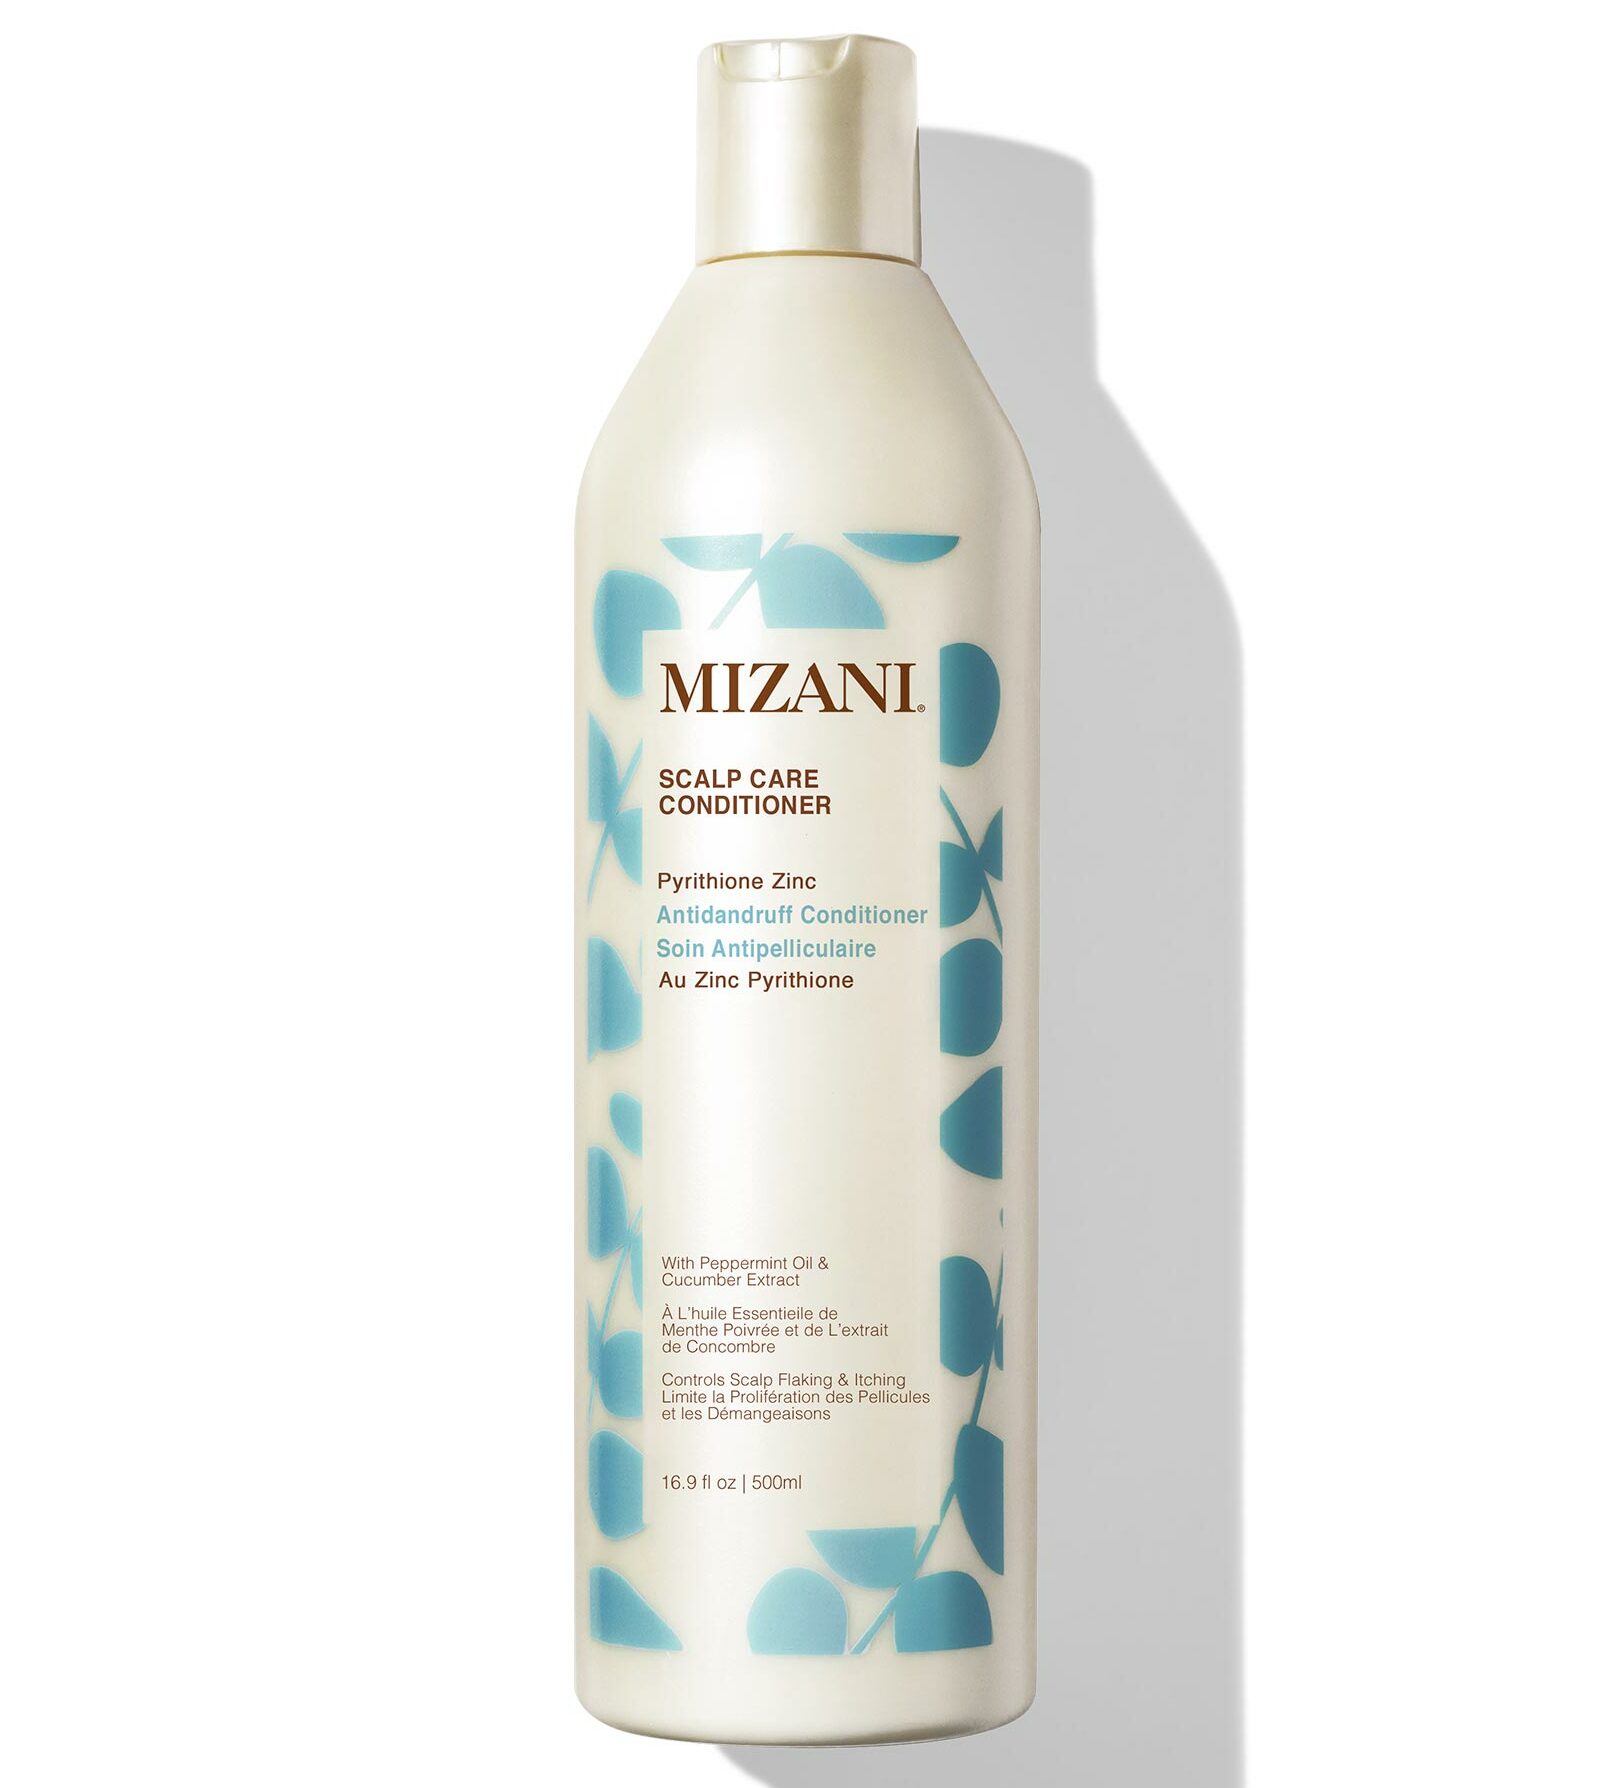 MIZANI®
SCALP CARE
CONDITIONER
Pyrithione Zinc
Antidandruff Conditioner
Soin Antipelliculaire
Au Zinc Pyrithione
With Peppermint Oil &
Cucumber Extract
À L'huile Essentielle de
Menthe Poivrée et de L'extrait
de Concombre
Controls Scalp Flaking & Itching
Limite la Prolifération des Pellicules
et les Démangeaisons
16.9 fl oz | 500ml